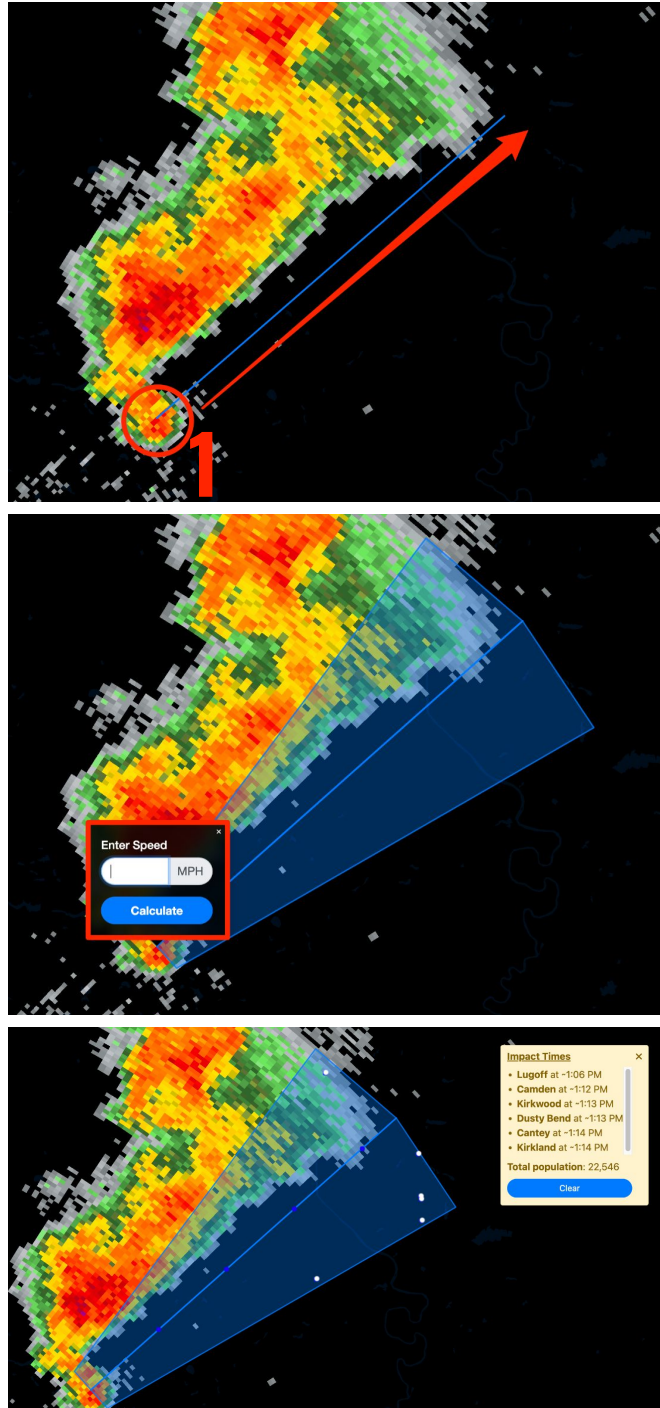 1
×
Enter Speed
MPH
Calculate
Impact Times ×
• Lugoff at ~1:06 PM
• Camden at ~1:12 PM
• Kirkwood at ~1:13 PM
• Dusty Bend at ~1:13 PM
• Cantey at ~1:14 PM
• Kirkland at ~1:14 PM
Total population: 22,546
Clear